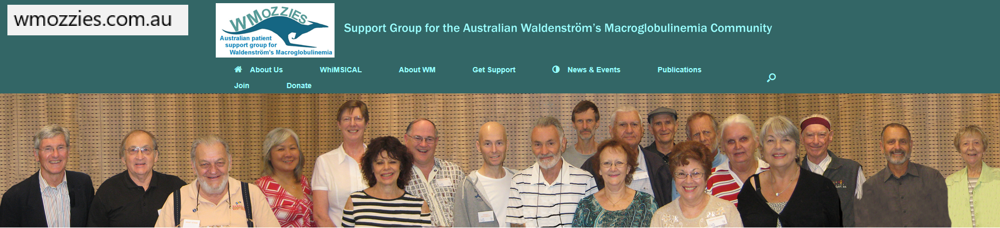 wmozzies.com.au
WMOZZIES
Australian patient
support group for
Waldenström's Macroglobulinemia
Support Group for the Australian Waldenström's Macroglobulinemia Community
About Us WhiMSICAL About WM Get Support News & Events Publications
Join Donate